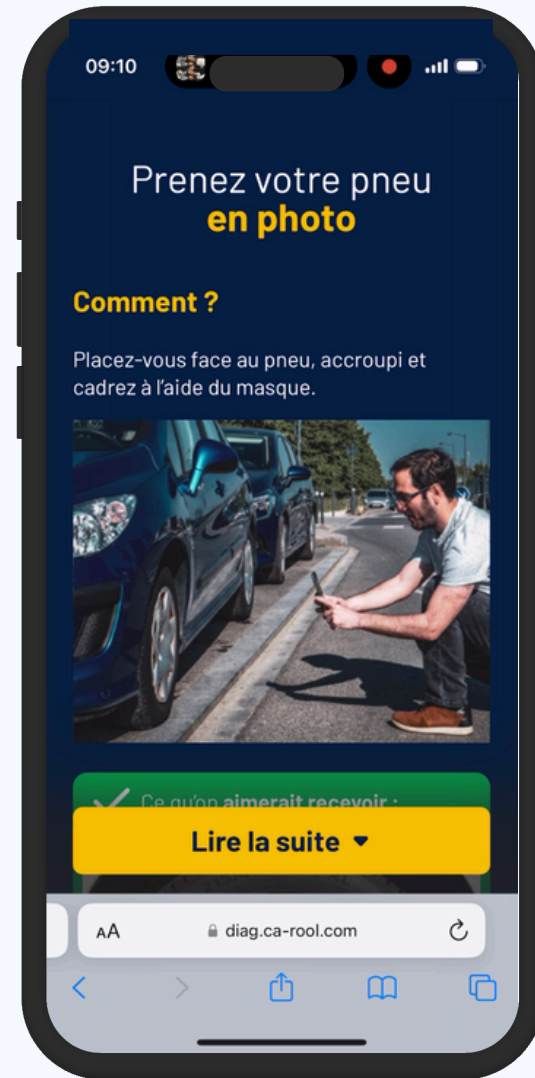 09:10
Prenez votre pneu
en photo
Comment ?
Placez-vous face au pneu, accroupi et
cadrez à l'aide du masque.
Ce qu'on aimerait recevoir :
Lire la suite
AA
diag.ca-rool.com